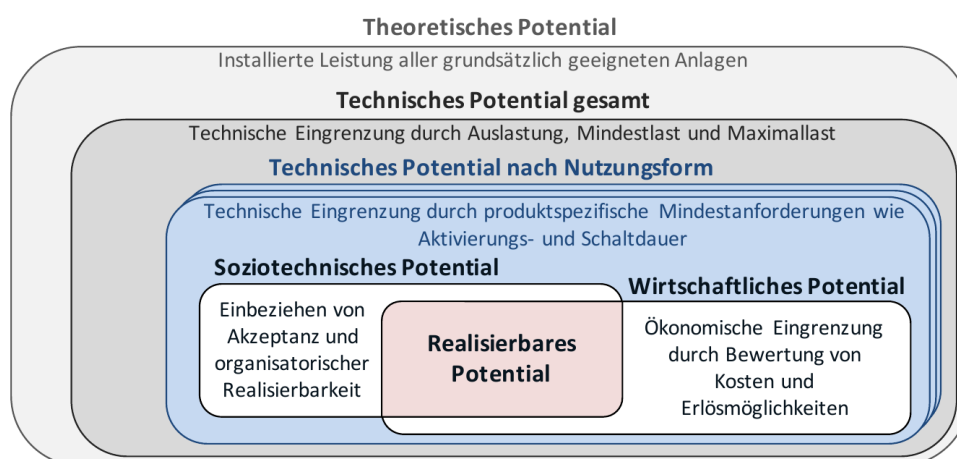 Theoretisches Potential
Installierte Leistung aller grundsätzlich geeigneten Anlagen
Technisches Potential gesamt
Technische Eingrenzung durch Auslastung, Mindestlast und Maximallast
Technisches Potential nach Nutzungsform
Technische Eingrenzung durch produktspezifische Mindestanforderungen wie
Aktivierungs- und Schaltdauer
Soziotechnisches Potential
Einbeziehen von
Akzeptanz und
organisatorischer
Realisierbarkeit
Realisierbares
Potential
Wirtschaftliches Potential
Ökonomische Eingrenzung
durch Bewertung von
Kosten und
Erlösmöglichkeiten